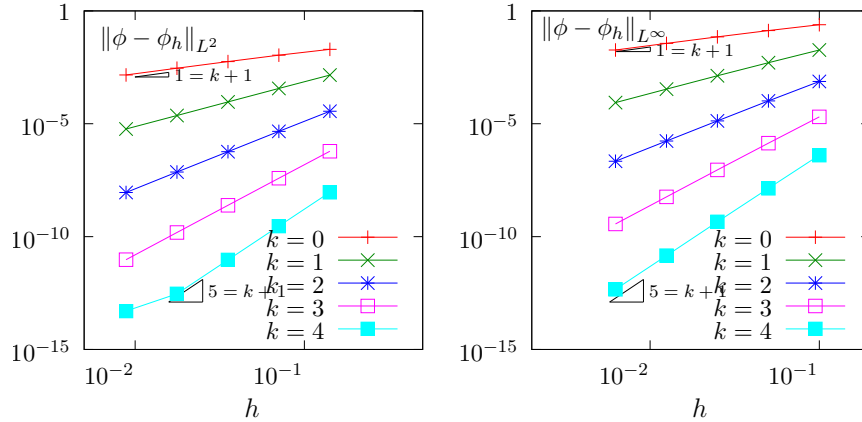 1
10^{-5}
10^{-10}
10^{-15}
‖ϕ − ϕ_h‖_{L^2}
1 = k + 1
k = 0
k = 1
k = 2
5 = k + 1
k = 3
k = 4
10^{-2} 10^{-1}
h
1
10^{-5}
10^{-10}
10^{-15}
‖ϕ − ϕ_h‖_{L^∞}
1 = k + 1
k = 0
k = 1
k = 2
5 = k + 1
k = 3
k = 4
10^{-2} 10^{-1}
h